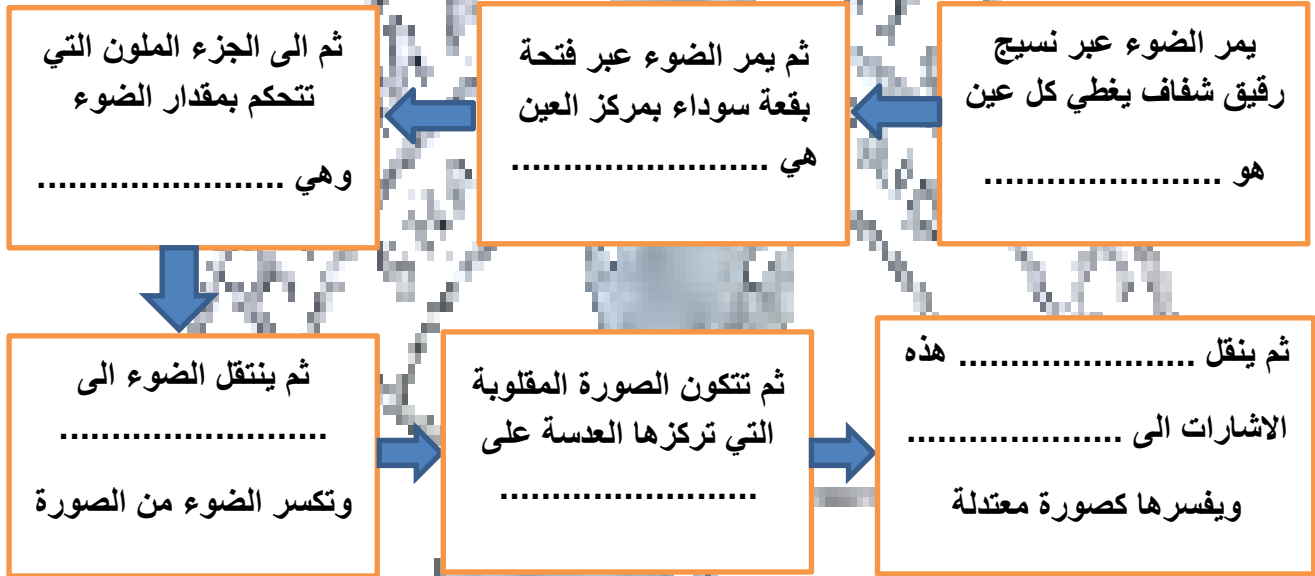 يمر الضوء عبر نسيج
رقيق شفاف يغطي كل عين
هو .......................
ثم يمر الضوء عبر فتحة
بقعة سوداء بمركز العين
هي .........................
ثم الى الجزء الملون التي
تتحكم بمقدار الضوء
وهي ........................
ثم ينتقل الضوء الى
..........................
وتكسر الضوء من الصورة
ثم تتكون الصورة المقلوبة
التي تركزها العدسة على
.........................
ثم ينقل ....................... هذه
الاشارات الى .....................
ويفسرها كصورة معتدلة